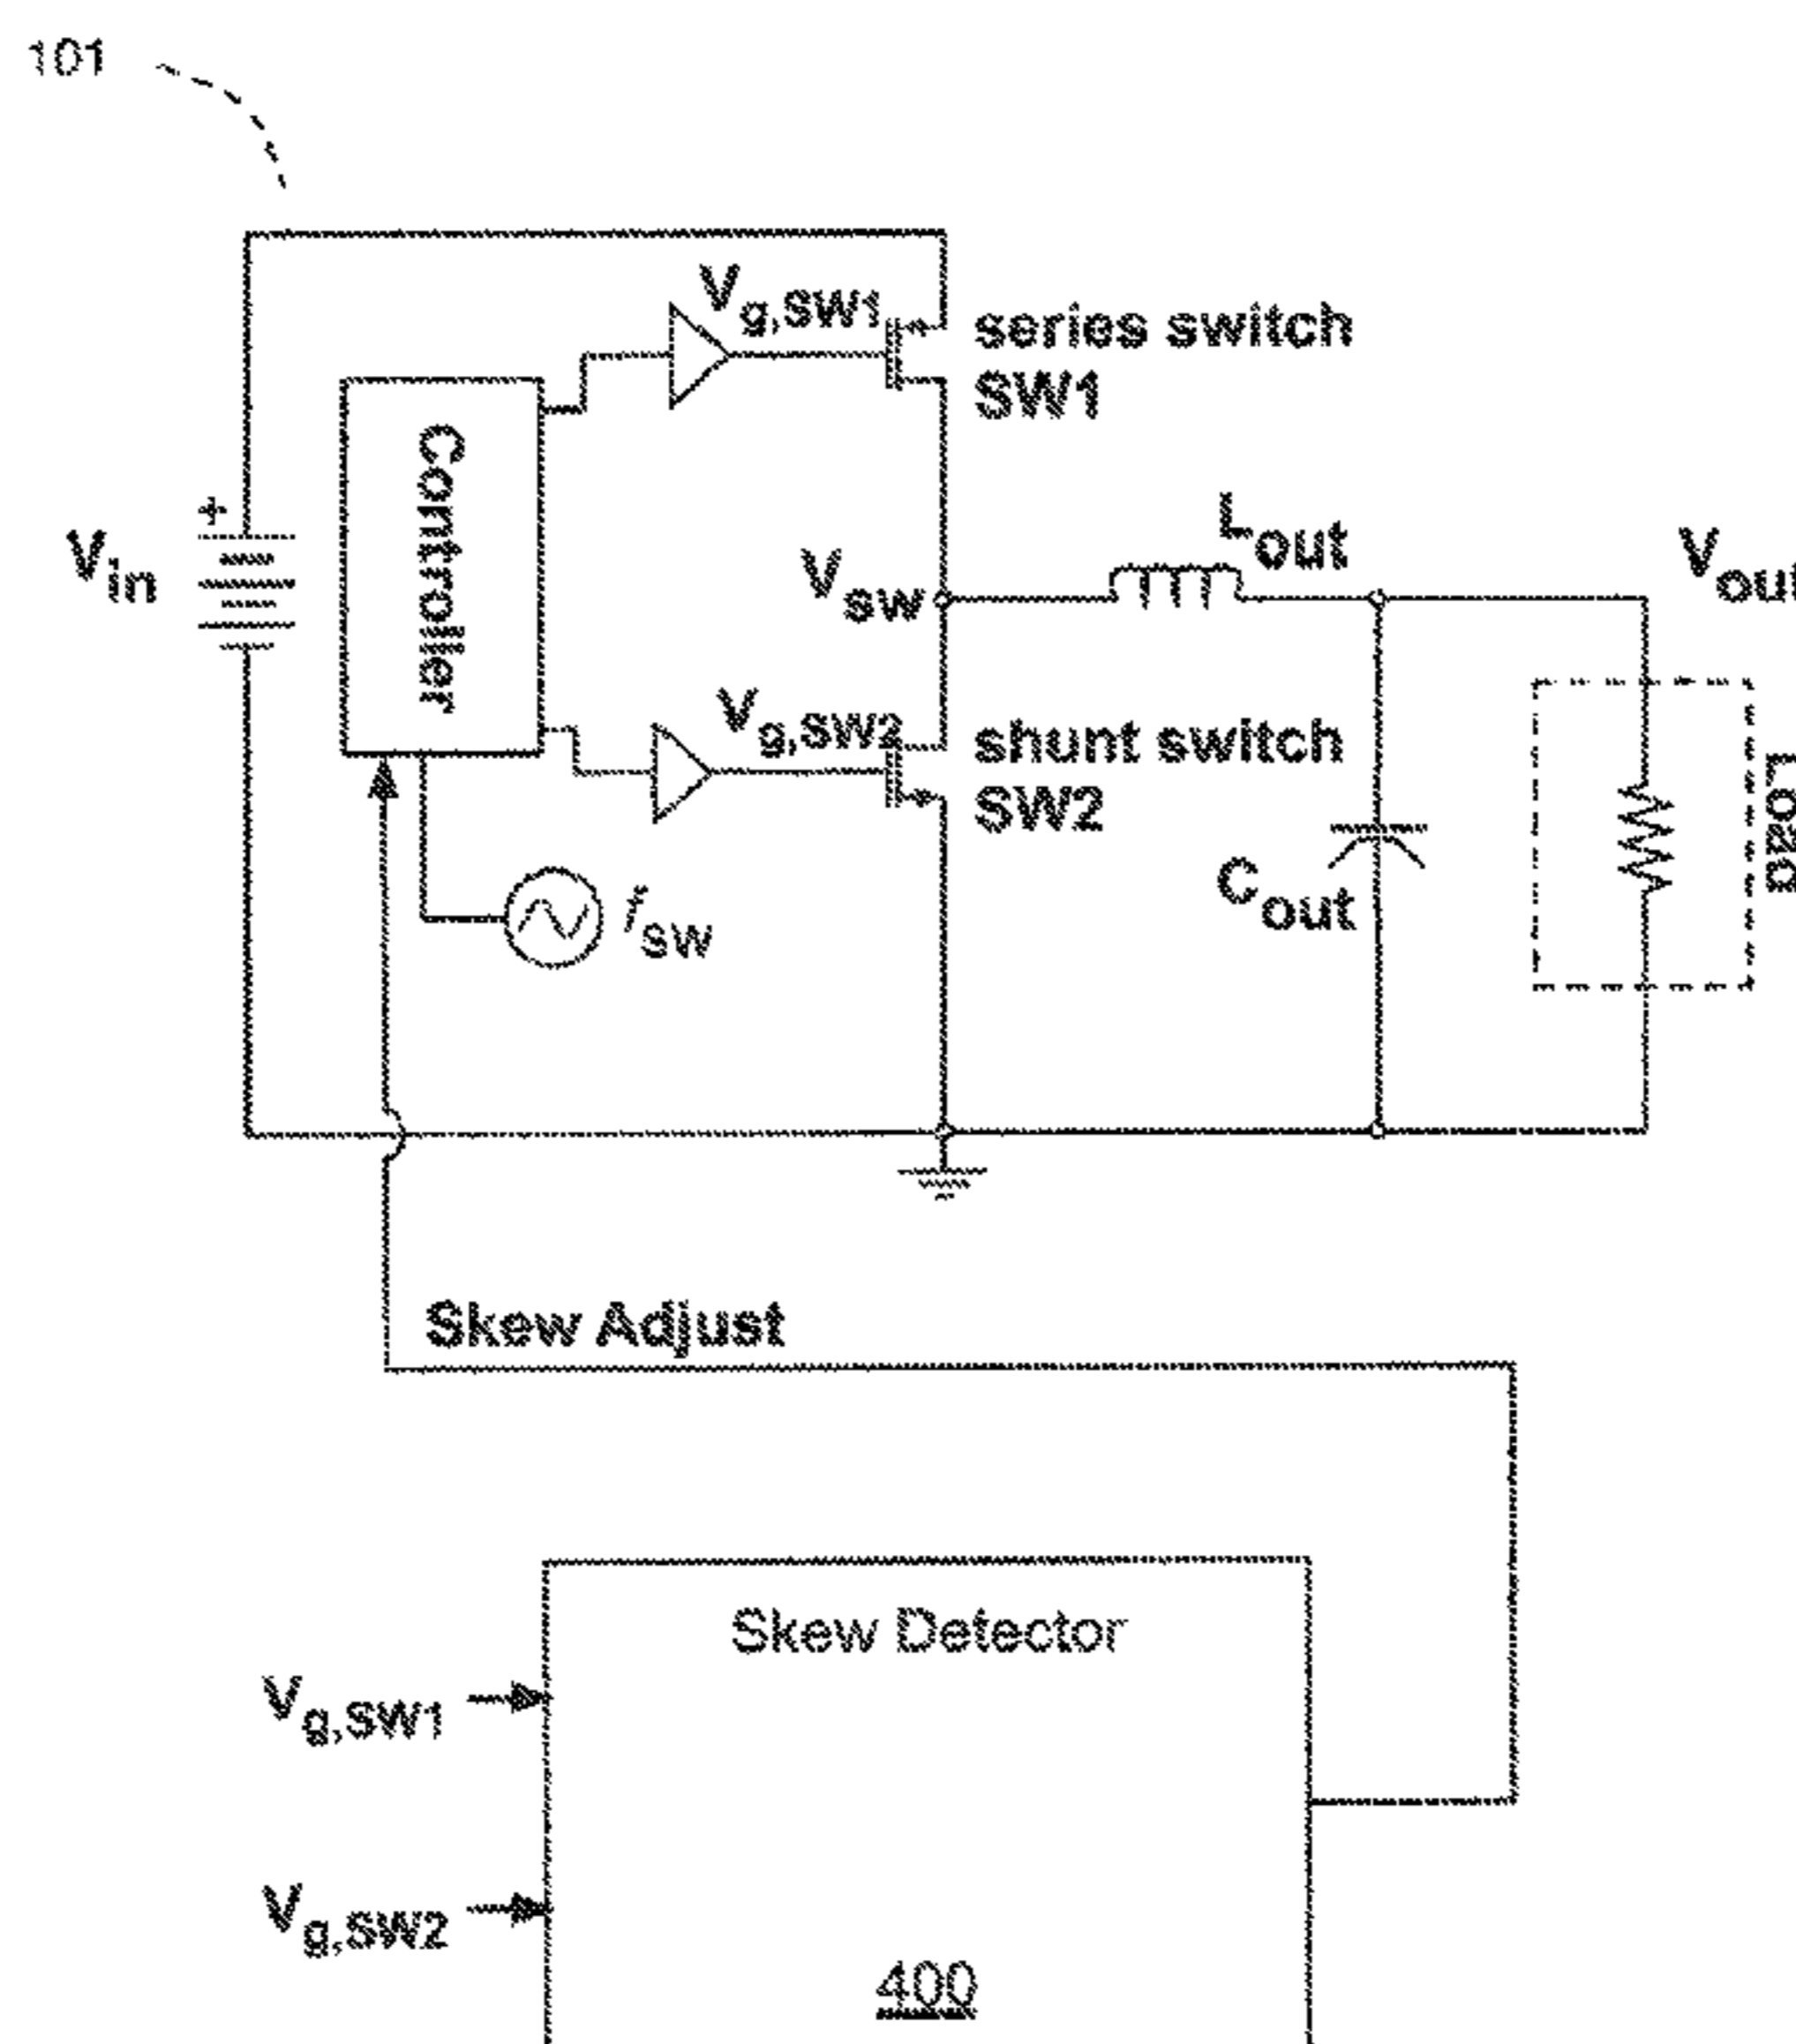 101
Vg,SW1
series switch
SW1
Controller
+
Vin
Lout
Vout
Vsw
Vg,SW2
shunt switch
SW2
Load
Cout
fsw
Skew Adjust
Skew Detector
Vg,SW1
Vg,SW2
400